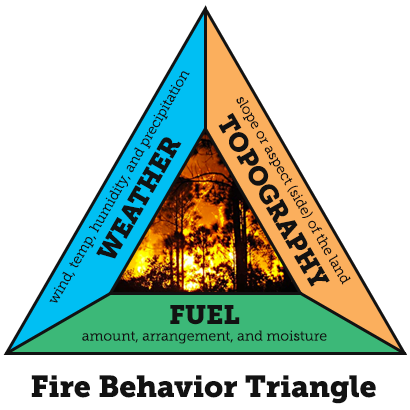 wind, temp, humidity, and precipitation
WEATHER
slope or aspect (side) of the land
TOPOGRAPHY
FUEL
amount, arrangement, and moisture
Fire Behavior Triangle